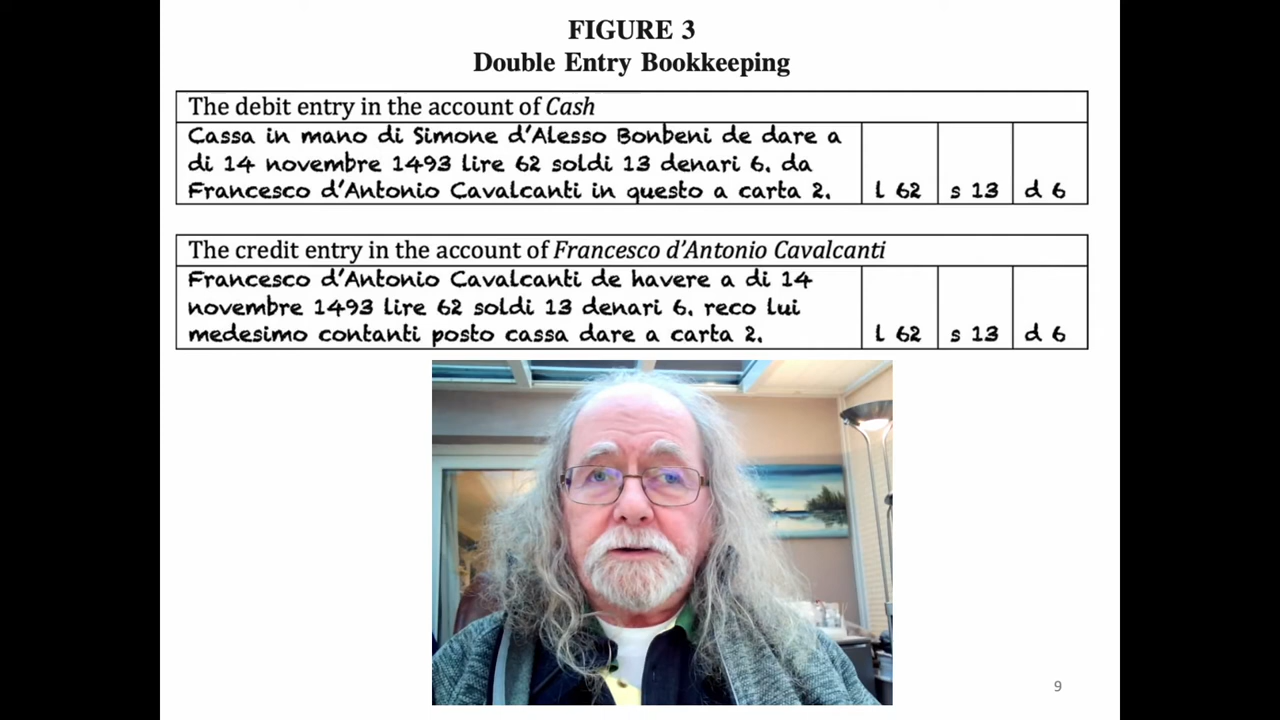 FIGURE 3
Double Entry Bookkeeping
The debit entry in the account of Cash
Cassa in mano di Simone d'Alesso Bonbeni de dare a
di 14 novembre 1493 lire 62 soldi 13 denari 6. da
Francesco d'Antonio Cavalcanti in questo a carta 2. l 62 s 13 d 6
The credit entry in the account of Francesco d'Antonio Cavalcanti
Francesco d'Antonio Cavalcanti de havere a di 14
novembre 1493 lire 62 soldi 13 denari 6. reco lui
medesimo contanti posto cassa dare a carta 2. l 62 s 13 d 6
9